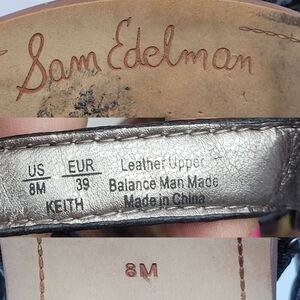 Sam Edelman
US EUR Leather Upper
8M 39 Balance Man Made
KEITH Made in China
8M